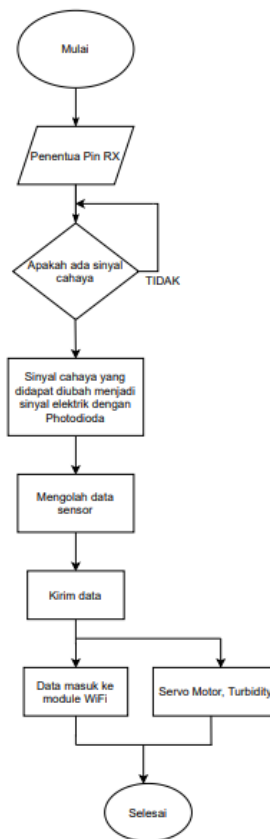 Mulai
Penentua Pin RX
Apakah ada sinyal
cahaya
TIDAK
Sinyal cahaya yang
didapat diubah menjadi
sinyal elektrik dengan
Photodioda
Mengolah data
sensor
Kirim data
Data masuk ke
module WiFi
Servo Motor, Turbidity
Selesai